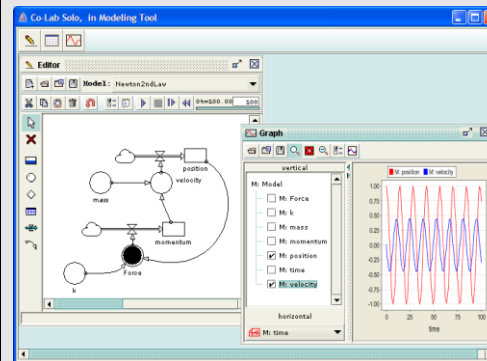 Co-Lab Solo, in Modeling Tool
Editor
Model: Newton2ndLaw
0t=100.00 100
position
velocity
mass
momentum
Force
k
Graph
vertical
M: Model
M: Force
M: k
M: mass
M: momentum
M: position
M: time
M: velocity
horizontal
M: time
M: position M: velocity
1.00
0.75
0.50
0.25
0.00
-0.25
-0.50
-0.75
-1.00
0 25 50 75 100
time